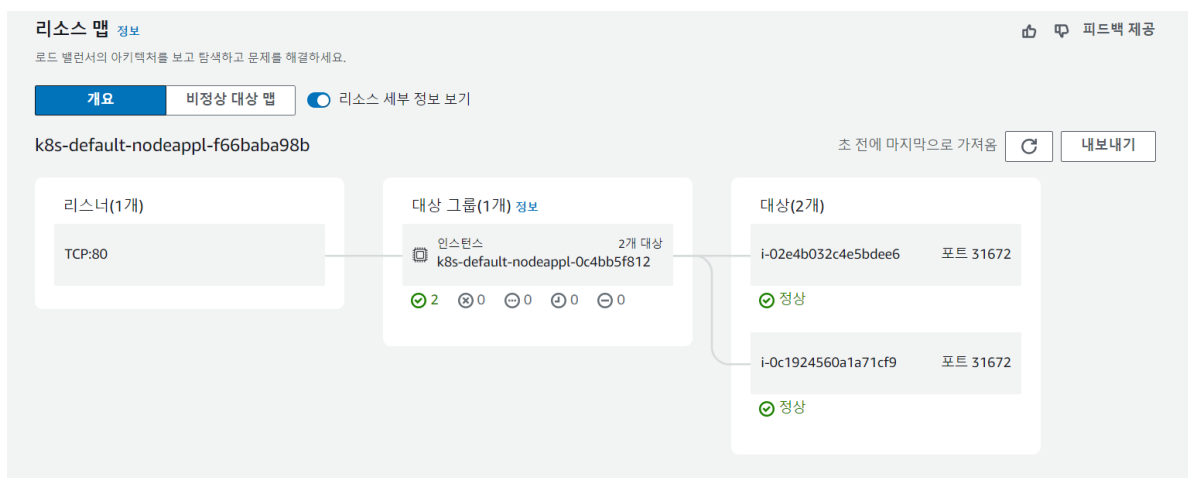 리소스 맵 정보
피드백 제공
로드 밸런서의 아키텍처를 보고 탐색하고 문제를 해결하세요.
개요
비정상 대상 맵
리소스 세부 정보 보기
k8s-default-nodeappl-f66baba98b
초 전에 마지막으로 가져옴
내보내기
리스너(1개)
TCP:80
대상 그룹(1개) 정보
인스턴스
2개 대상
k8s-default-nodeappl-0c4bb5f812
2 0 0 0 0
대상(2개)
i-02e4b032c4e5bdee6 포트 31672
정상
i-0c1924560a1a71cf9 포트 31672
정상